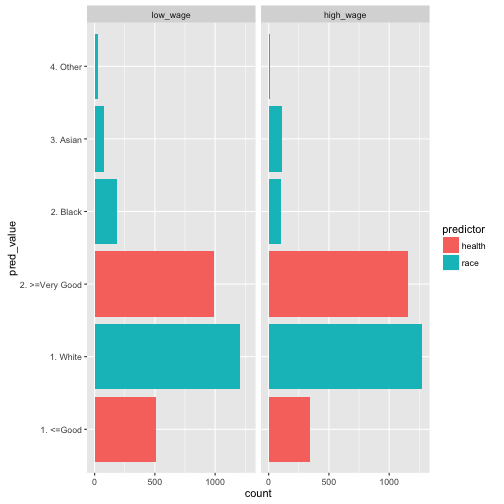 low_wage
high_wage
4. Other
3. Asian
2. Black
2. >=Very Good
1. White
1. <=Good
pred_value
0
500
1000
0
500
1000
count
predictor
health
race